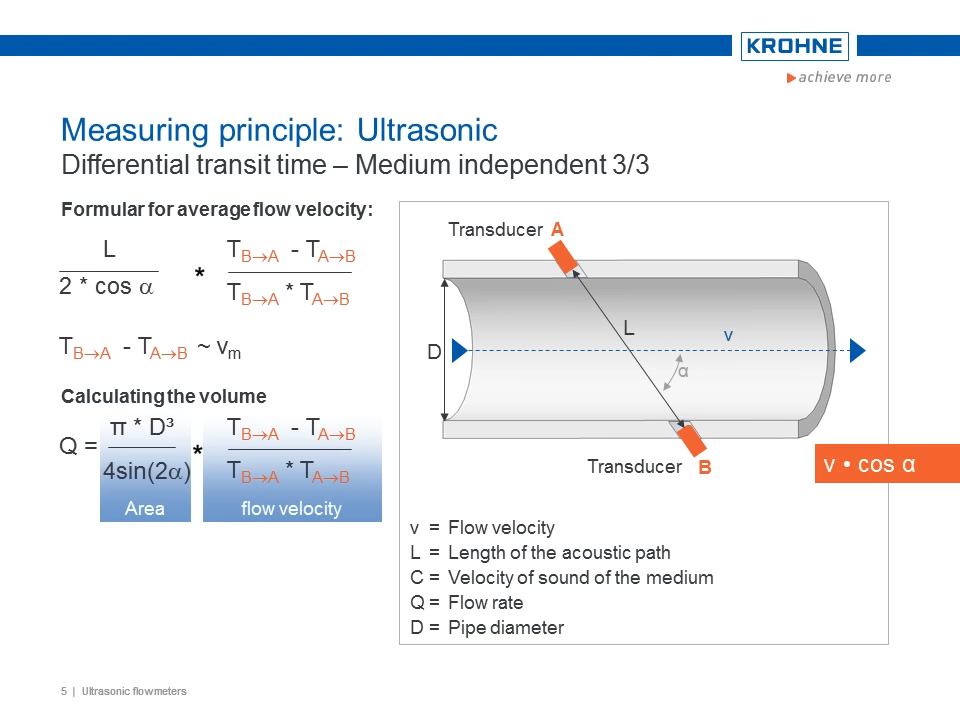 KROHNE
achieve more
Measuring principle: Ultrasonic
Differential transit time – Medium independent 3/3
Formular for average flow velocity:
L
2 * cos α
*
T B→A - T A→B
T B→A * T A→B
T B→A - T A→B ~ vm
Calculating the volume
Q =
π * D³
4sin(2α)
Area
*
T B→A - T A→B
T B→A * T A→B
flow velocity
Transducer A
L
v
D
α
Transducer B
v • cos α
v = Flow velocity
L = Length of the acoustic path
C = Velocity of sound of the medium
Q = Flow rate
D = Pipe diameter
5 | Ultrasonic flowmeters